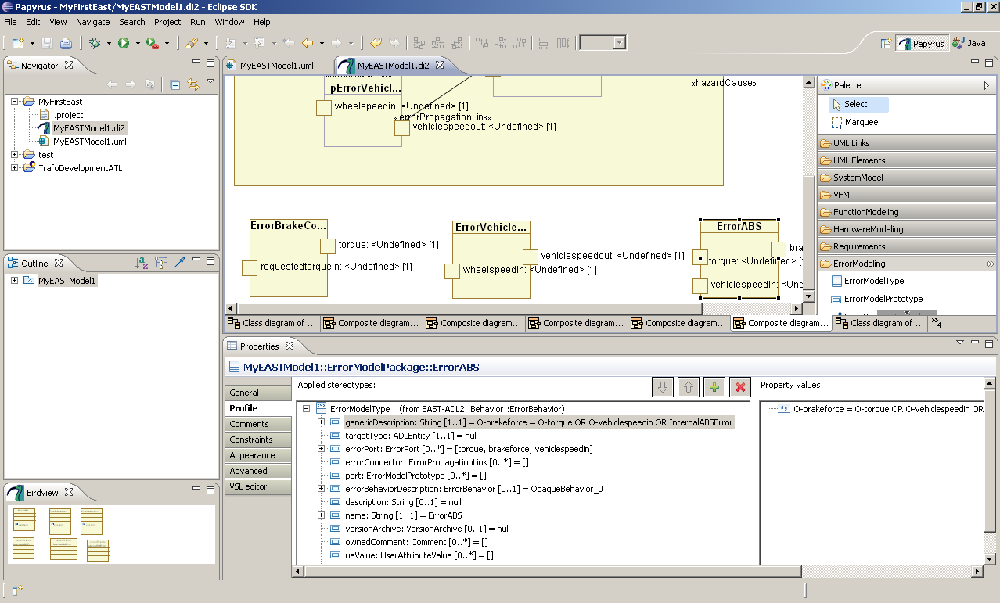 Papyrus - MyFirstEast/MyEASTModel1.di2 - Eclipse SDK
File Edit View Navigate Search Project Run Window Help
Papyrus Java
Navigator
MyFirstEast
.project
MyEASTModel1.di2
MyEASTModel1.uml
test
TrafoDevelopmentATL
Outline
MyEASTModel1
Birdview
MyEASTModel1.uml MyEASTModel1.di2
pErrorVehicl...
wheelspeedin: <Undefined> [1]
«errorPropagationLink»
vehiclespeedout: <Undefined> [1]
«hazardCause»
ErrorBrakeCo...
torque: <Undefined> [1]
requestedtorquein: <Undefined> [1]
ErrorVehicle...
vehiclespeedout: <Undefined> [1]
wheelspeedin: <Undefined> [1]
ErrorABS
bra
torque: <Undefined> [
vehiclespeedin: <Und
Palette
Select
Marquee
UML Links
UML Elements
SystemModel
VFM
FunctionModeling
HardwareModeling
Requirements
ErrorModeling
ErrorModelType
ErrorModelPrototype
Class diagram of ... Composite diagram... Composite diagram... Composite diagram... Composite diagram... Composite diagram... Class diagram of ... »4
Properties
MyEASTModel1::ErrorModelPackage::ErrorABS
General
Profile
Comments
Constraints
Appearance
Advanced
VSL editor
Applied stereotypes:
ErrorModelType (from EAST-ADL2::Behavior::ErrorBehavior)
genericDescription: String [1..1] = O-brakeforce = O-torque OR O-vehiclespeedin OR InternalABSError
targetType: ADLEntity [1..1] = null
errorPort: ErrorPort [0..*] = [torque, brakeforce, vehiclespeedin]
errorConnector: ErrorPropagationLink [0..*] = []
part: ErrorModelPrototype [0..*] = []
errorBehaviorDescription: ErrorBehavior [0..1] = OpaqueBehavior_0
description: String [0..1] = null
name: String [1..1] = ErrorABS
versionArchive: VersionArchive [0..1] = null
ownedComment: Comment [0..*] = []
uaValue: UserAttributeValue [0..*] = []
Property values:
O-brakeforce = O-torque OR O-vehiclespeedin OR